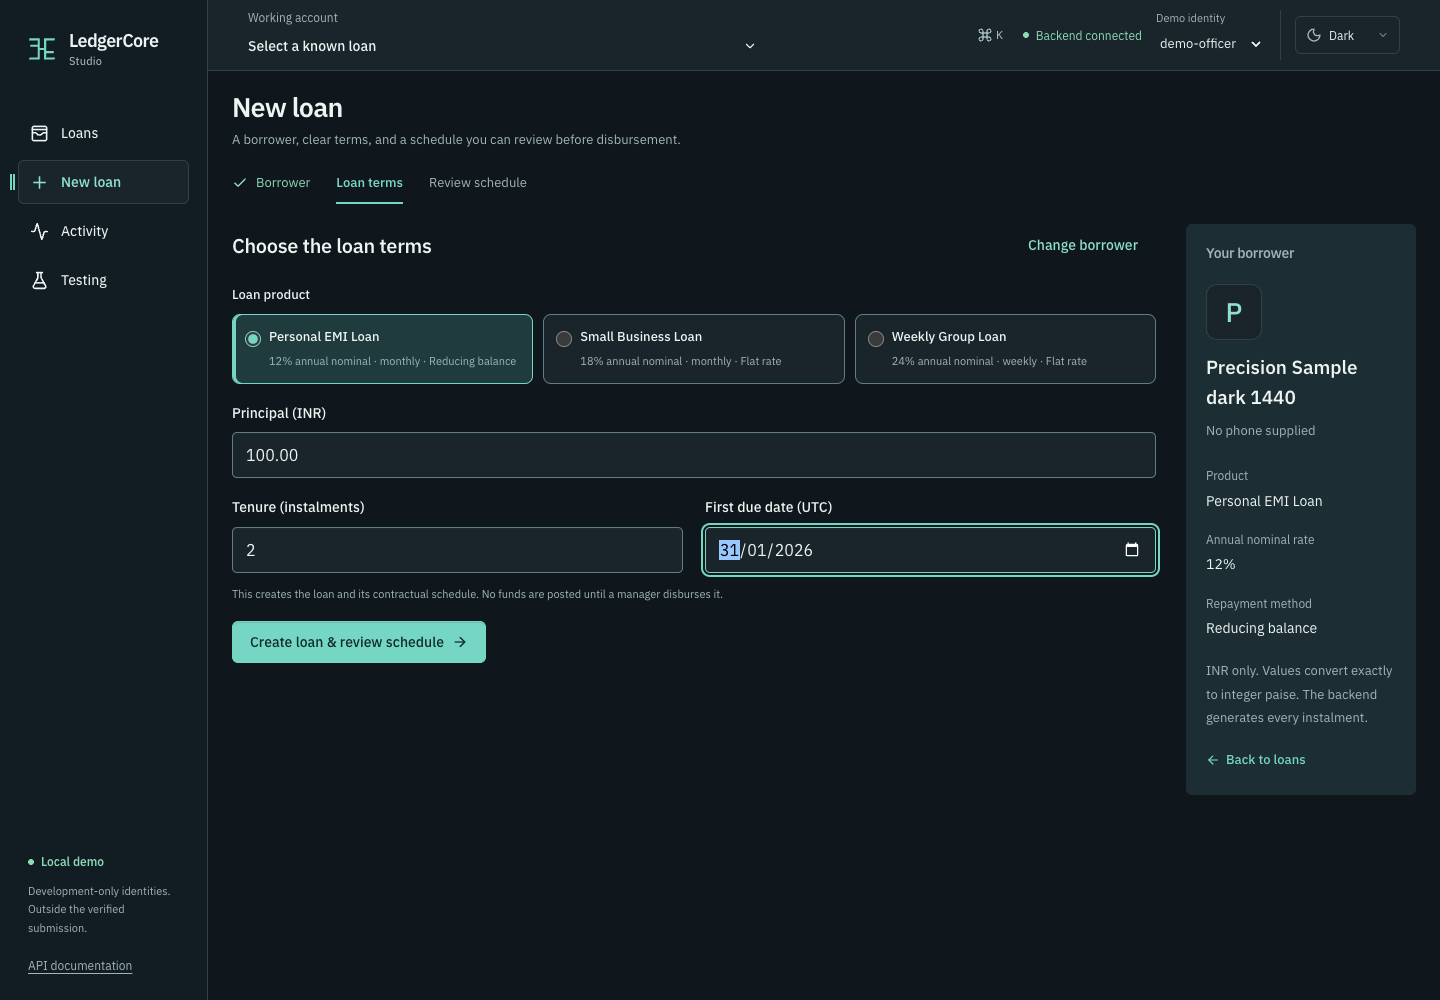 LedgerCore
Studio
Loans
New loan
Activity
Testing
Local demo
Development-only identities.
Outside the verified
submission.
API documentation
Working account
Select a known loan
⌘ K
Backend connected
Demo identity
demo-officer
Dark
New loan
A borrower, clear terms, and a schedule you can review before disbursement.
Borrower
Loan terms
Review schedule
Choose the loan terms
Change borrower
Loan product
Personal EMI Loan
12% annual nominal · monthly · Reducing balance
Small Business Loan
18% annual nominal · monthly · Flat rate
Weekly Group Loan
24% annual nominal · weekly · Flat rate
Principal (INR)
100.00
Tenure (instalments)
2
First due date (UTC)
31/01/2026
This creates the loan and its contractual schedule. No funds are posted until a manager disburses it.
Create loan & review schedule
Your borrower
P
Precision Sample
dark 1440
No phone supplied
Product
Personal EMI Loan
Annual nominal rate
12%
Repayment method
Reducing balance
INR only. Values convert exactly
to integer paise. The backend
generates every instalment.
Back to loans